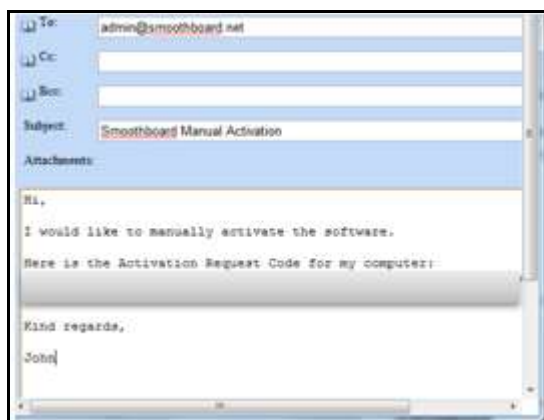 To: admin@smoothboard.net
Cc:
Bcc:
Subject: Smoothboard Manual Activation
Attachments:
Hi,
I would like to manually activate the software.
Here is the Activation Request Code for my computer:
Kind regards,
John